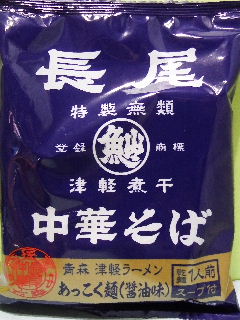 長尾
特製無類
登録 商標
津軽煮干
中華そば
青森 津軽ラーメン
あっこく麺(醤油味)
乾麺 1人前
スープ付